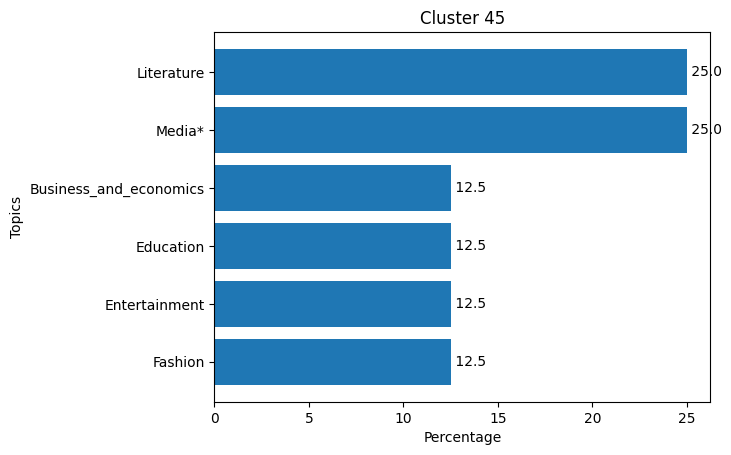 Cluster 45
Topics
Literature 25.0
Media* 25.0
Business_and_economics 12.5
Education 12.5
Entertainment 12.5
Fashion 12.5
0 5 10 15 20 25
Percentage